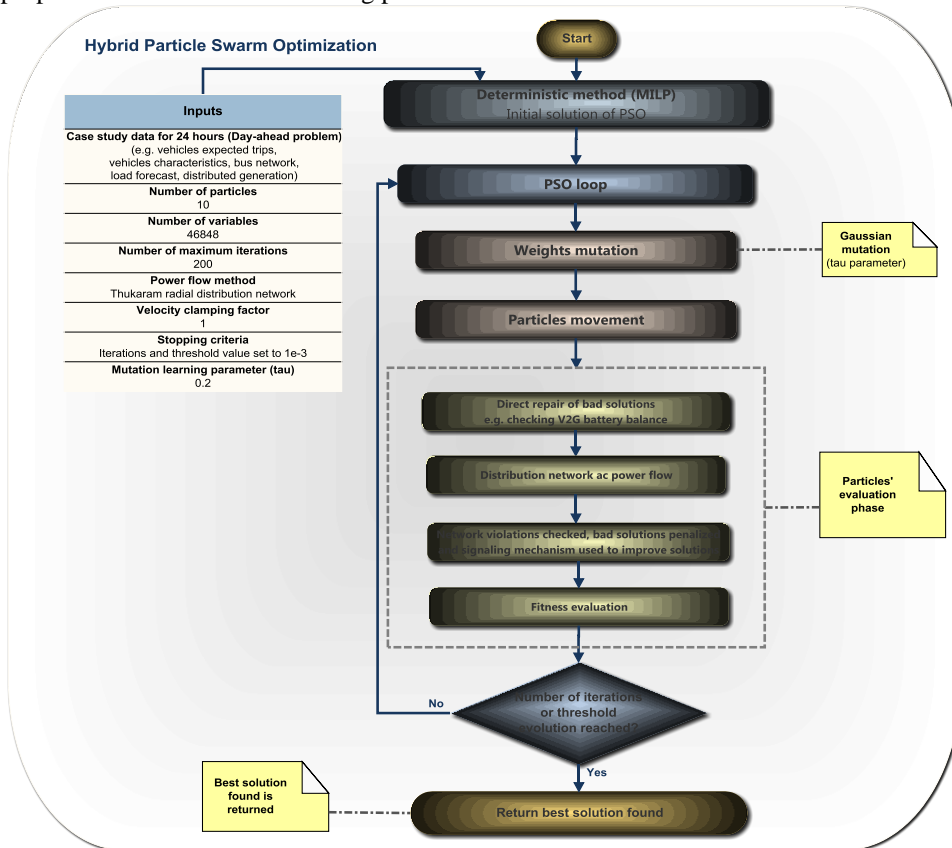 Hybrid Particle Swarm Optimization
Start
Inputs
Case study data for 24 hours (Day-ahead problem)
(e.g. vehicles expected trips,
vehicles characteristics, bus network,
load forecast, distributed generation)
Number of particles
10
Number of variables
46848
Number of maximum iterations
200
Power flow method
Thukaram radial distribution network
Velocity clamping factor
1
Stopping criteria
Iterations and threshold value set to 1e-3
Mutation learning parameter (tau)
0.2
Deterministic method (MILP)
Initial solution of PSO
PSO loop
Weights mutation
Gaussian
mutation
(tau parameter)
Particles movement
Direct repair of bad solutions
e.g. checking V2G battery balance
Distribution network ac power flow
Network violations checked, bad solutions penalized
and signaling mechanism used to improve solutions
Fitness evaluation
Particles'
evaluation
phase
Number of iterations
or threshold
evolution reached?
No
Yes
Best solution
found is
returned
Return best solution found